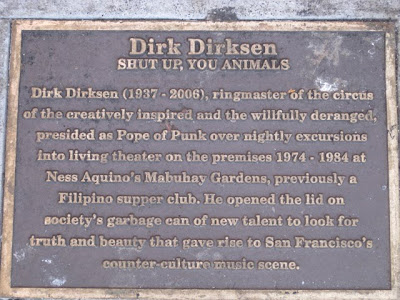 Dirk Dirksen
SHUT UP, YOU ANIMALS
Dirk Dirksen (1937 - 2006), ringmaster of the circus
of the creatively inspired and the willfully deranged,
presided as Pope of Punk over nightly excursions
into living theater on the premises 1974 - 1984 at
Ness Aquino's Mabuhay Gardens, previously a
Filipino supper club. He opened the lid on
society's garbage can of new talent to look for
truth and beauty that gave rise to San Francisco's
counter-culture music scene.